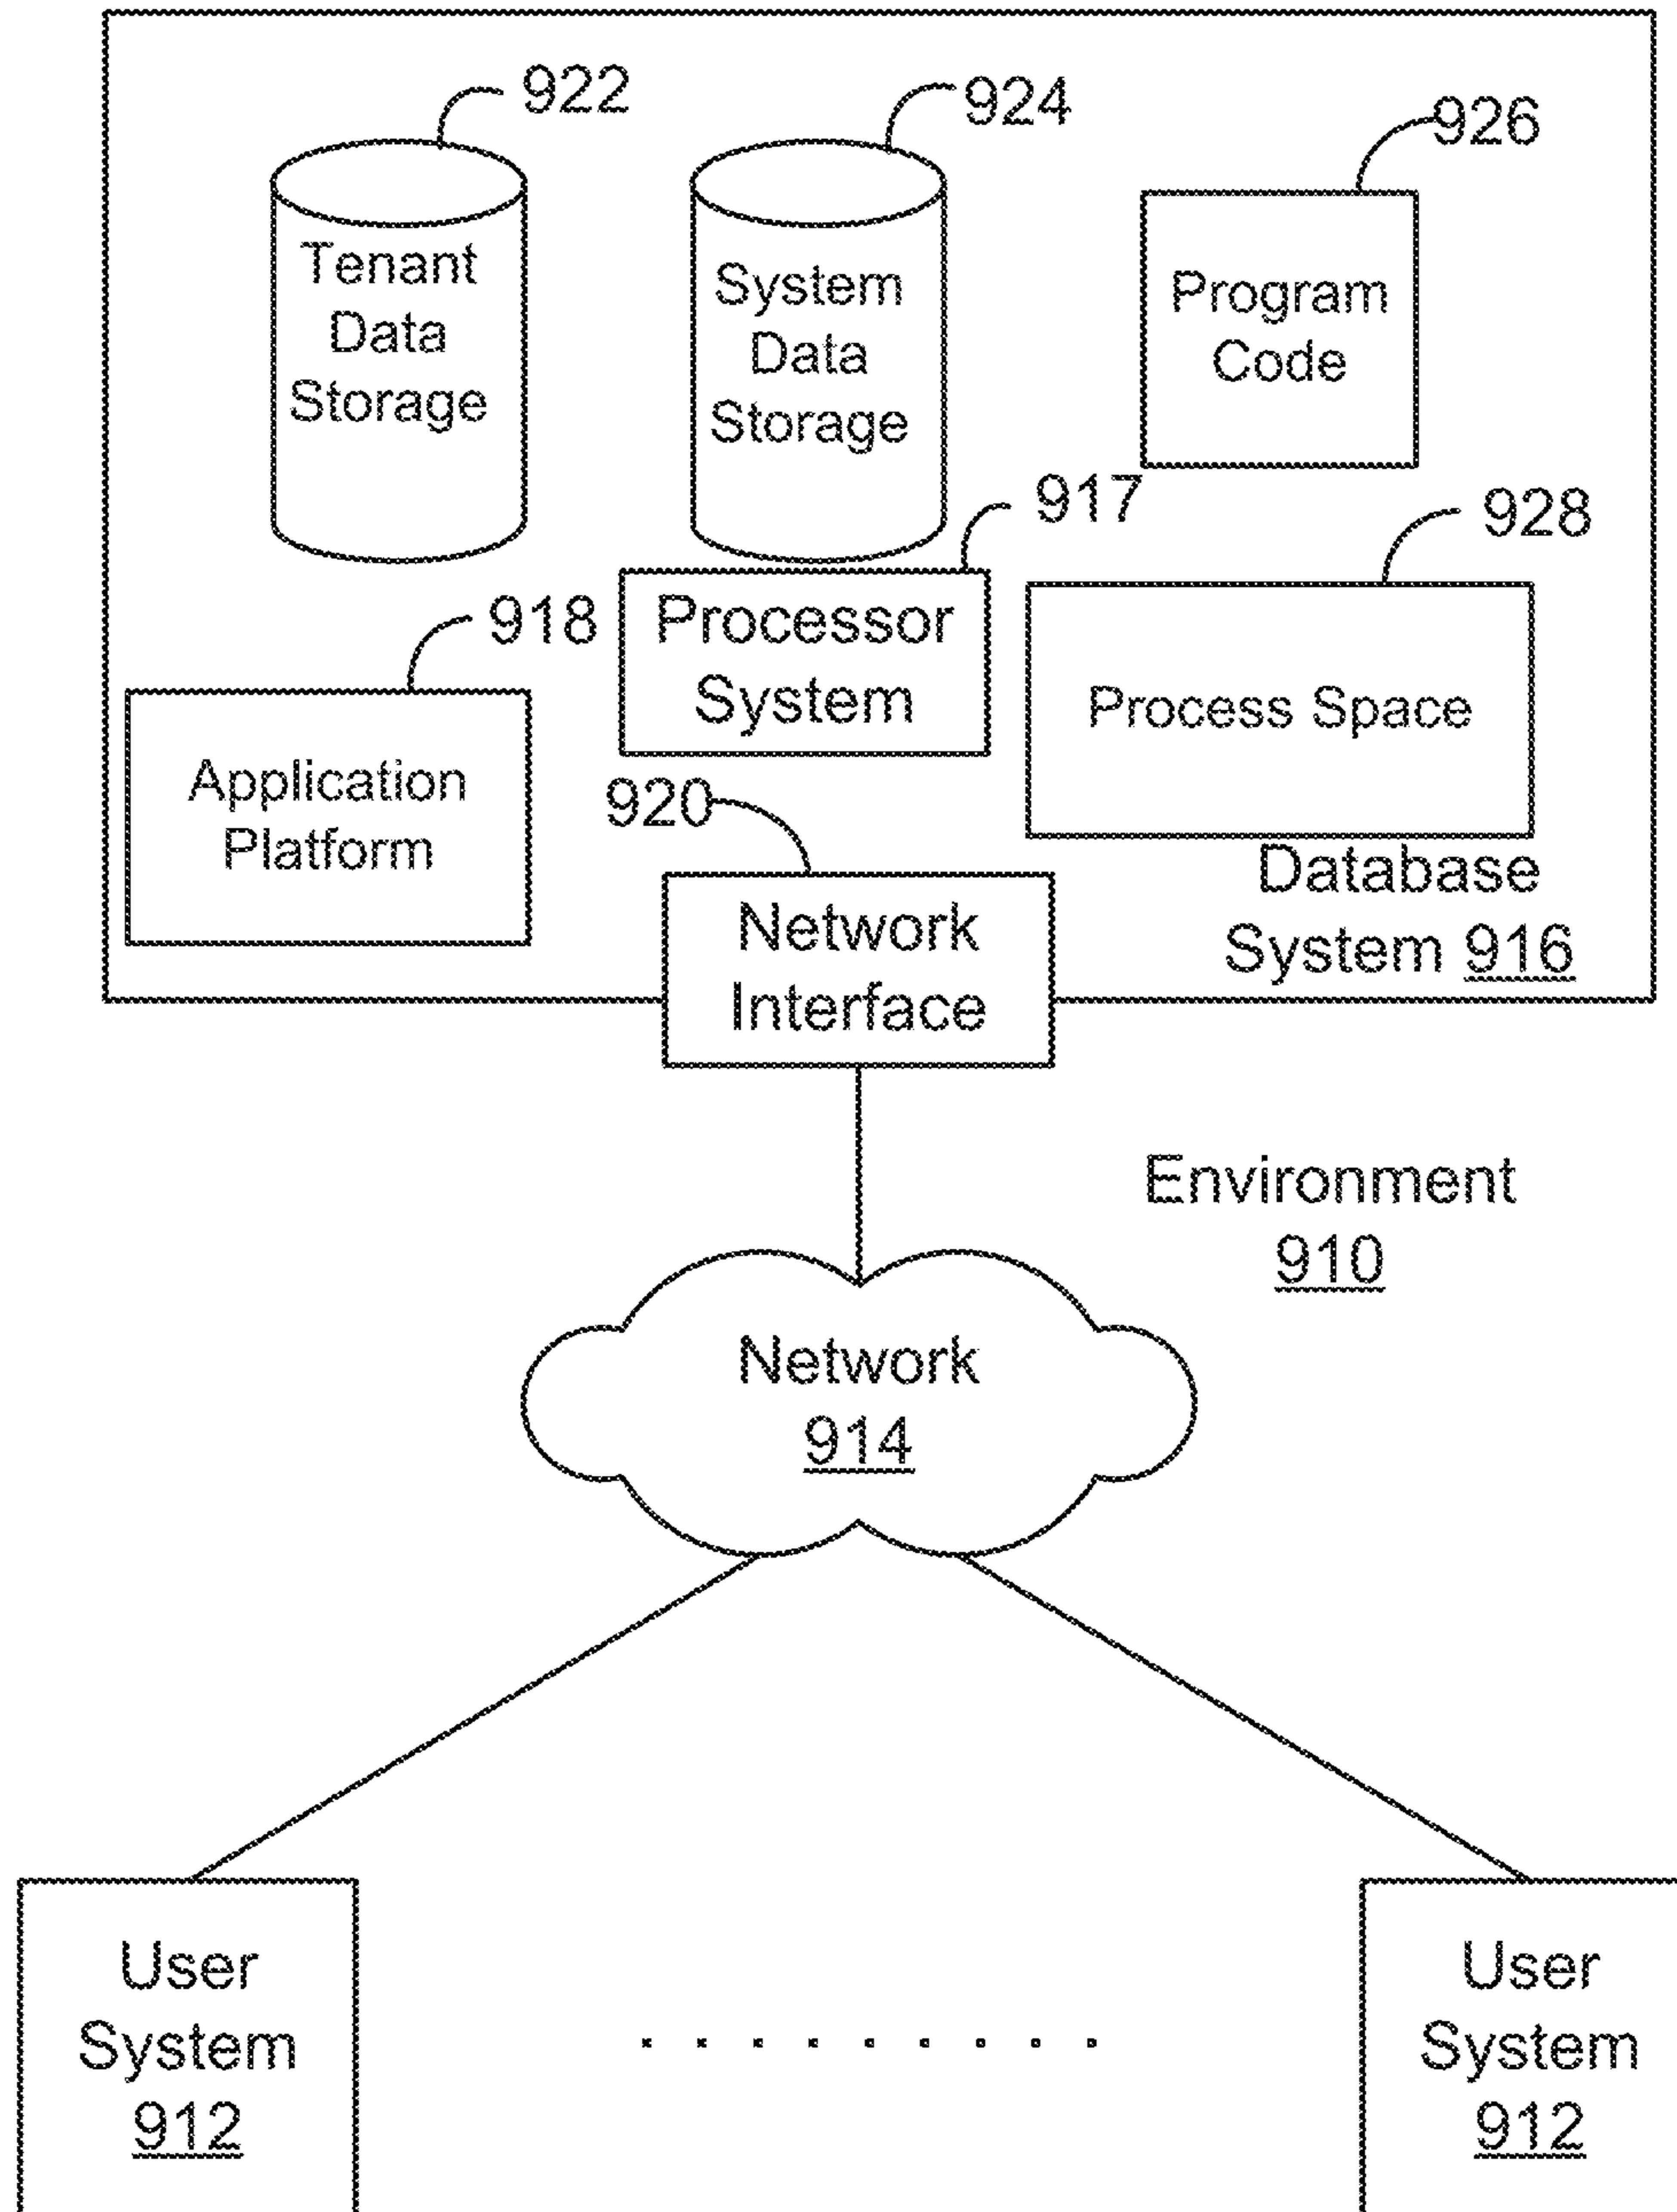 922
924
926
Tenant
Data
Storage
System
Data
Storage
Program
Code
917
928
918
Processor
System
Process Space
Application
Platform
920
Database
System 916
Network
Interface
Environment
910
Network
914
User
System
912
User
System
912